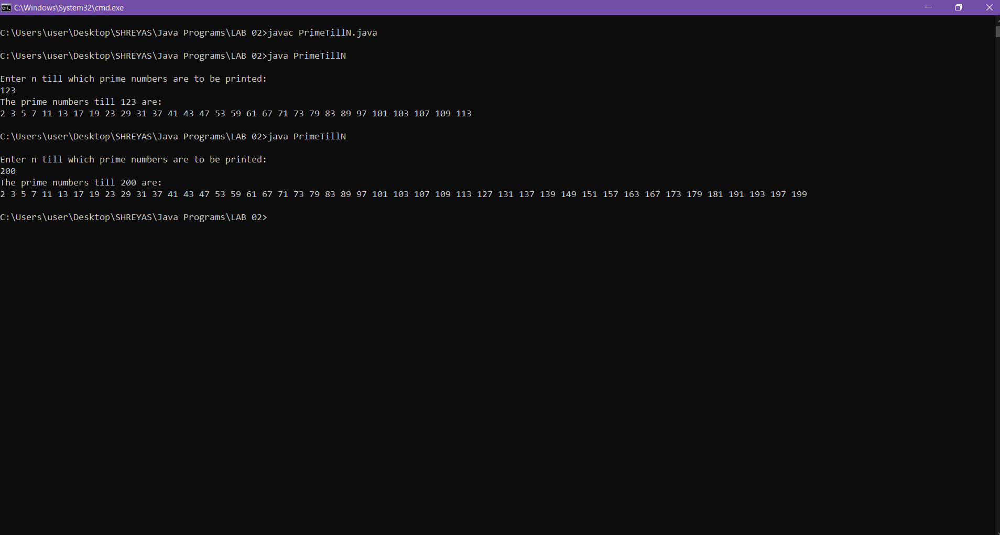 C:\Windows\System32\cmd.exe
C:\Users\user\Desktop\SHREYAS\Java Programs\LAB 02>javac PrimeTillN.java
C:\Users\user\Desktop\SHREYAS\Java Programs\LAB 02>java PrimeTillN
Enter n till which prime numbers are to be printed:
123
The prime numbers till 123 are:
2 3 5 7 11 13 17 19 23 29 31 37 41 43 47 53 59 61 67 71 73 79 83 89 97 101 103 107 109 113
C:\Users\user\Desktop\SHREYAS\Java Programs\LAB 02>java PrimeTillN
Enter n till which prime numbers are to be printed:
200
The prime numbers till 200 are:
2 3 5 7 11 13 17 19 23 29 31 37 41 43 47 53 59 61 67 71 73 79 83 89 97 101 103 107 109 113 127 131 137 139 149 151 157 163 167 173 179 181 191 193 197 199
C:\Users\user\Desktop\SHREYAS\Java Programs\LAB 02>